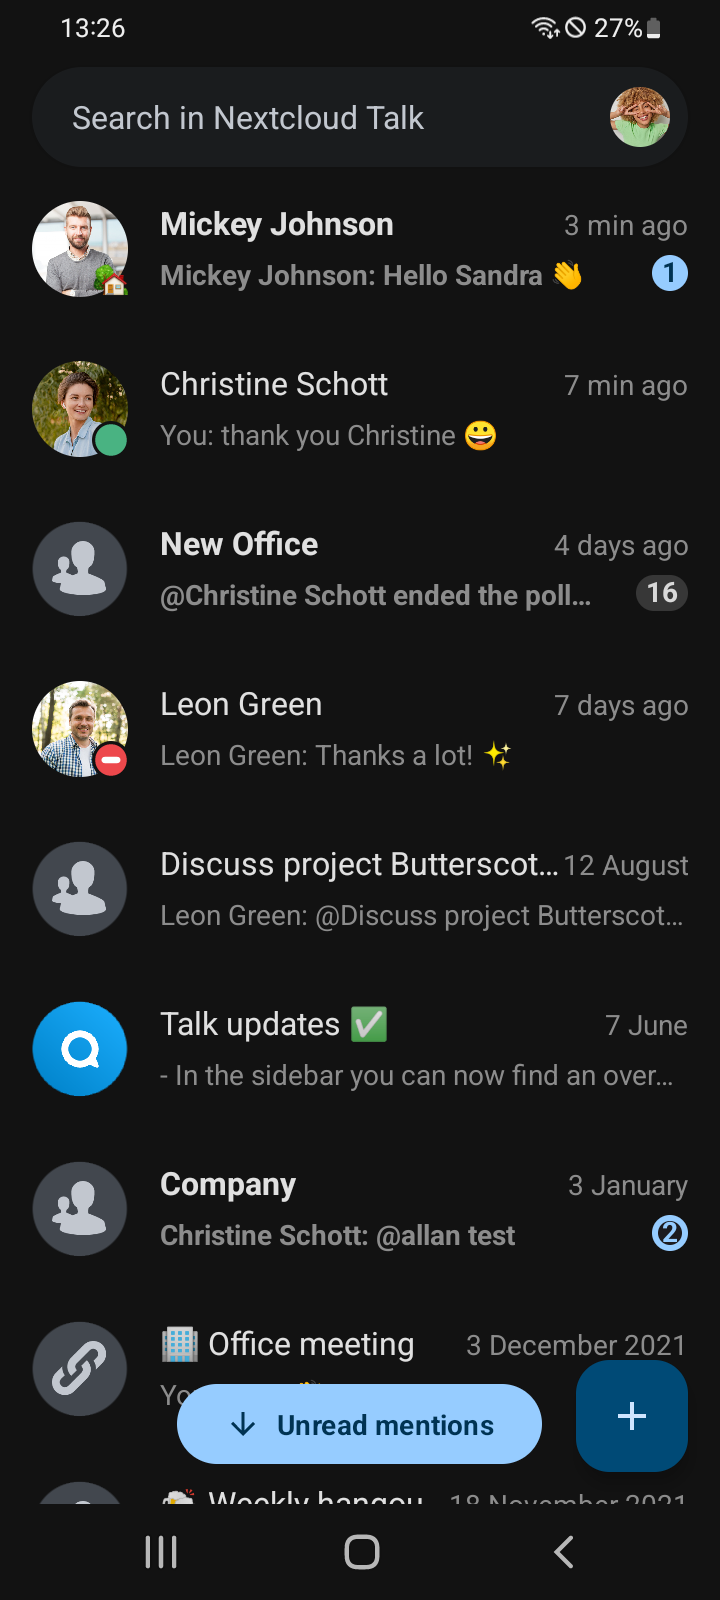 13:26
27%
Search in Nextcloud Talk
Mickey Johnson 3 min ago
Mickey Johnson: Hello Sandra 👋 1
Christine Schott 7 min ago
You: thank you Christine 😀
New Office 4 days ago
@Christine Schott ended the poll... 16
Leon Green 7 days ago
Leon Green: Thanks a lot! ✨
Discuss project Butterscot... 12 August
Leon Green: @Discuss project Butterscot...
Talk updates ✅ 7 June
- In the sidebar you can now find an over...
Company 3 January
Christine Schott: @allan test 2
🏢 Office meeting 3 December 2021
Unread mentions
🍻 Weekly hangou 18 November 2021